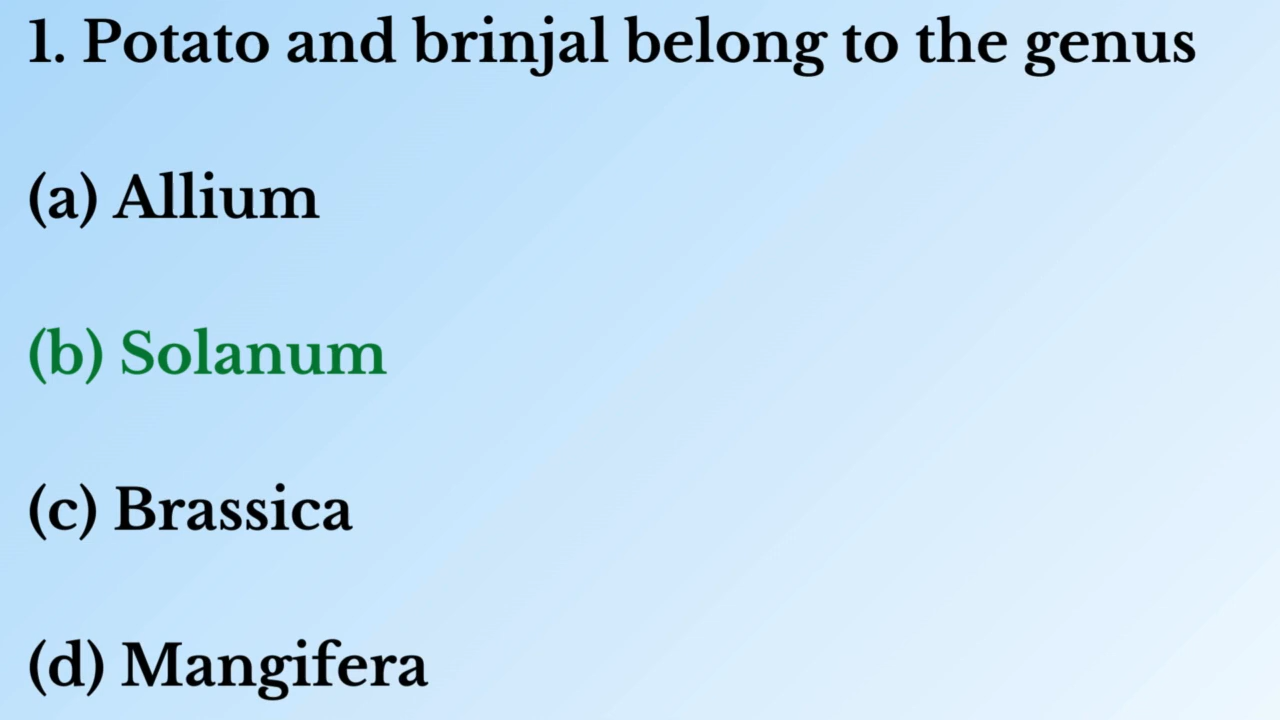 1. Potato and brinjal belong to the genus
(a) Allium
(b) Solanum
(c) Brassica
(d) Mangifera